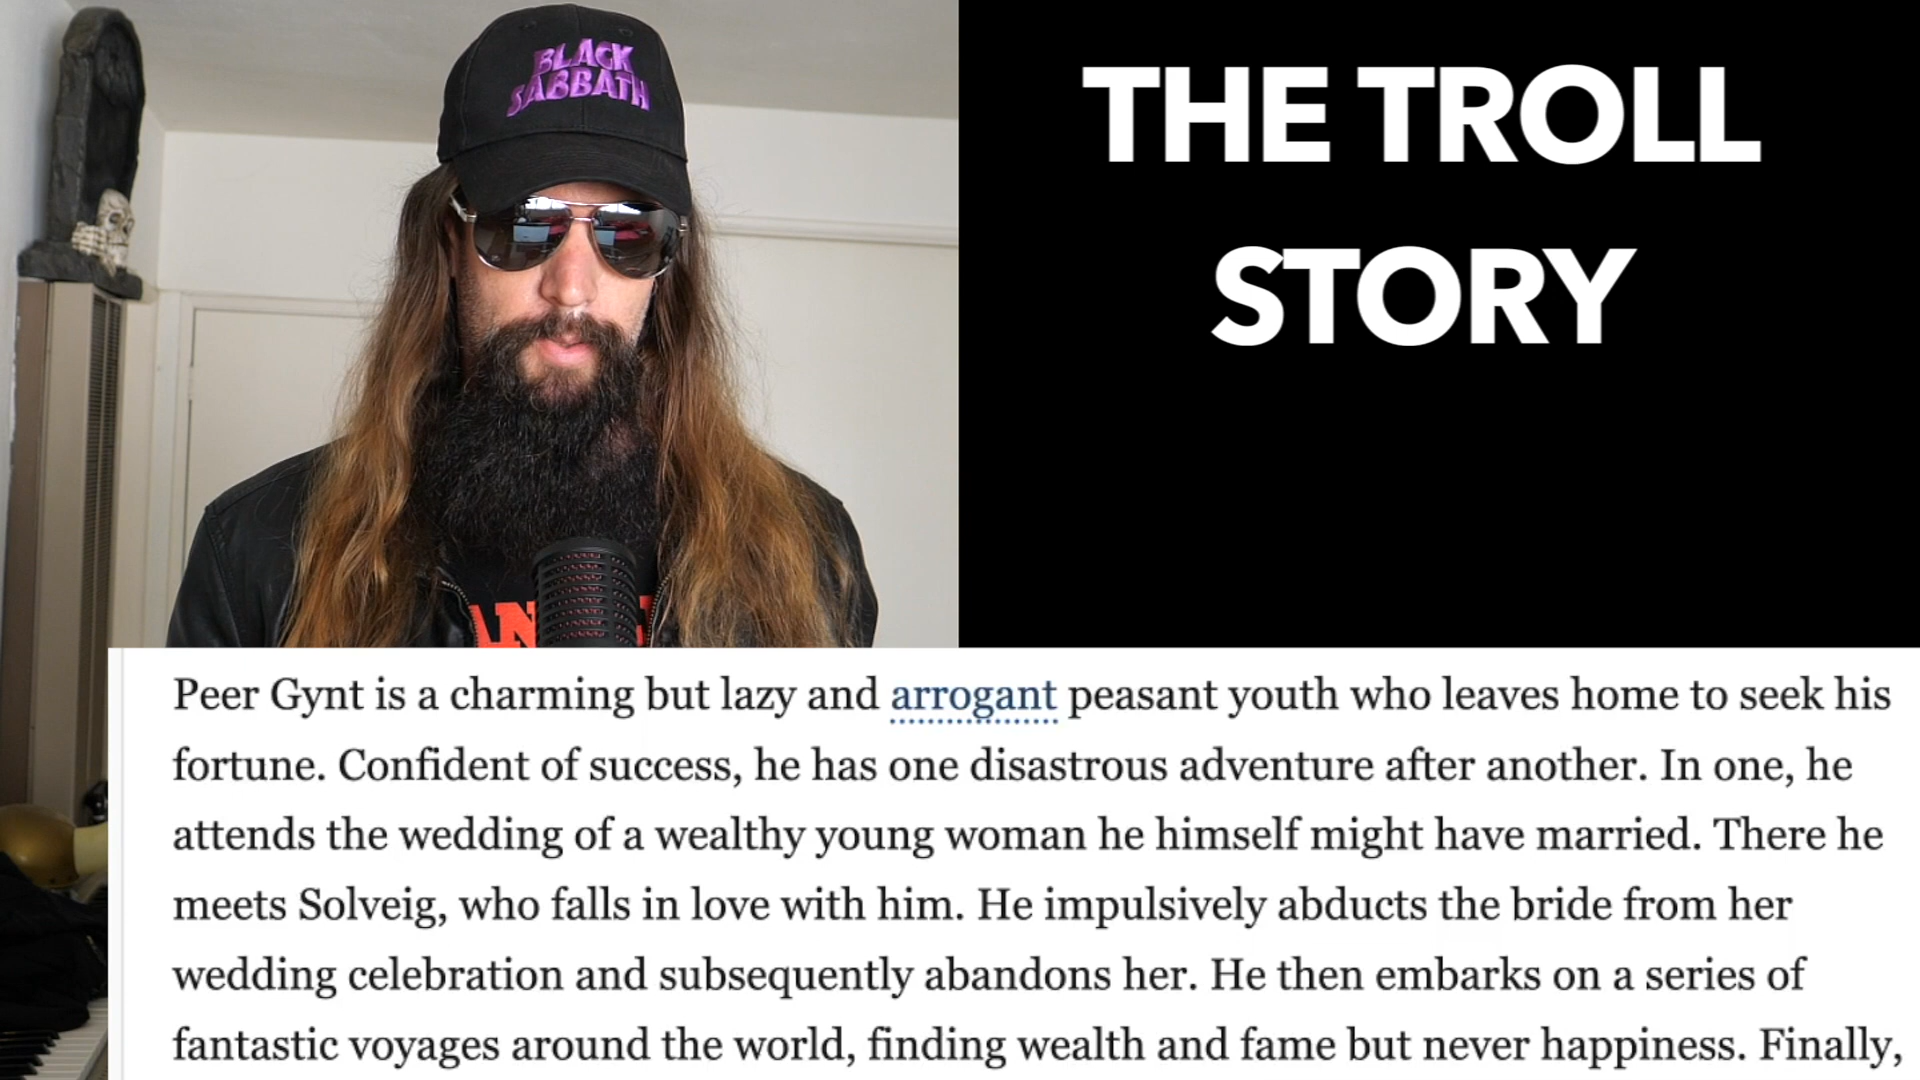 BLACK
SABBATH
THE TROLL
STORY
AN
Peer Gynt is a charming but lazy and arrogant peasant youth who leaves home to seek his
fortune. Confident of success, he has one disastrous adventure after another. In one, he
attends the wedding of a wealthy young woman he himself might have married. There he
meets Solveig, who falls in love with him. He impulsively abducts the bride from her
wedding celebration and subsequently abandons her. He then embarks on a series of
fantastic voyages around the world, finding wealth and fame but never happiness. Finally,